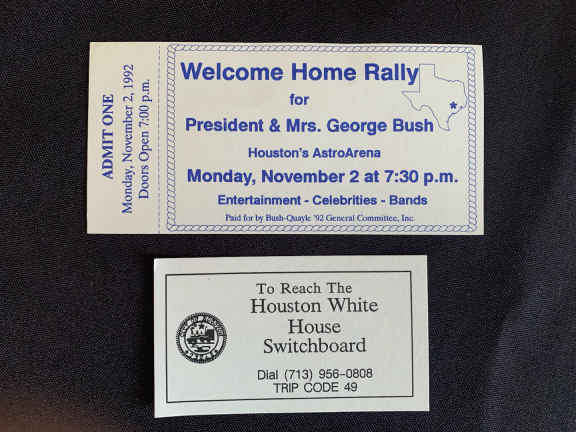 ADMIT ONE
Monday, November 2, 1992
Doors Open 7:00 p.m.
Welcome Home Rally
for
President & Mrs. George Bush
Houston's AstroArena
Monday, November 2 at 7:30 p.m.
Entertainment - Celebrities - Bands
Paid for by Bush-Quayle '92 General Committee, Inc.
To Reach The
Houston White
House
Switchboard
Dial (713) 956-0808
TRIP CODE 49